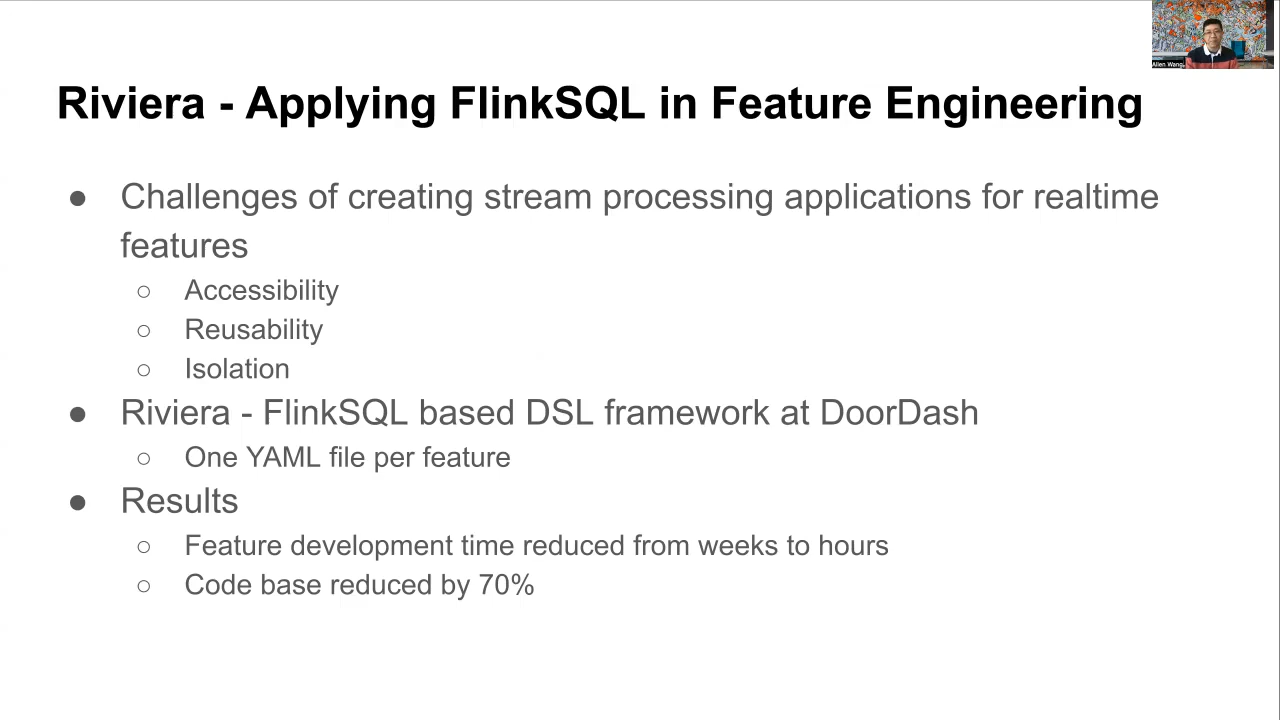 Allen Wang
Riviera - Applying FlinkSQL in Feature Engineering
● Challenges of creating stream processing applications for realtime
features
○ Accessibility
○ Reusability
○ Isolation
● Riviera - FlinkSQL based DSL framework at DoorDash
○ One YAML file per feature
● Results
○ Feature development time reduced from weeks to hours
○ Code base reduced by 70%